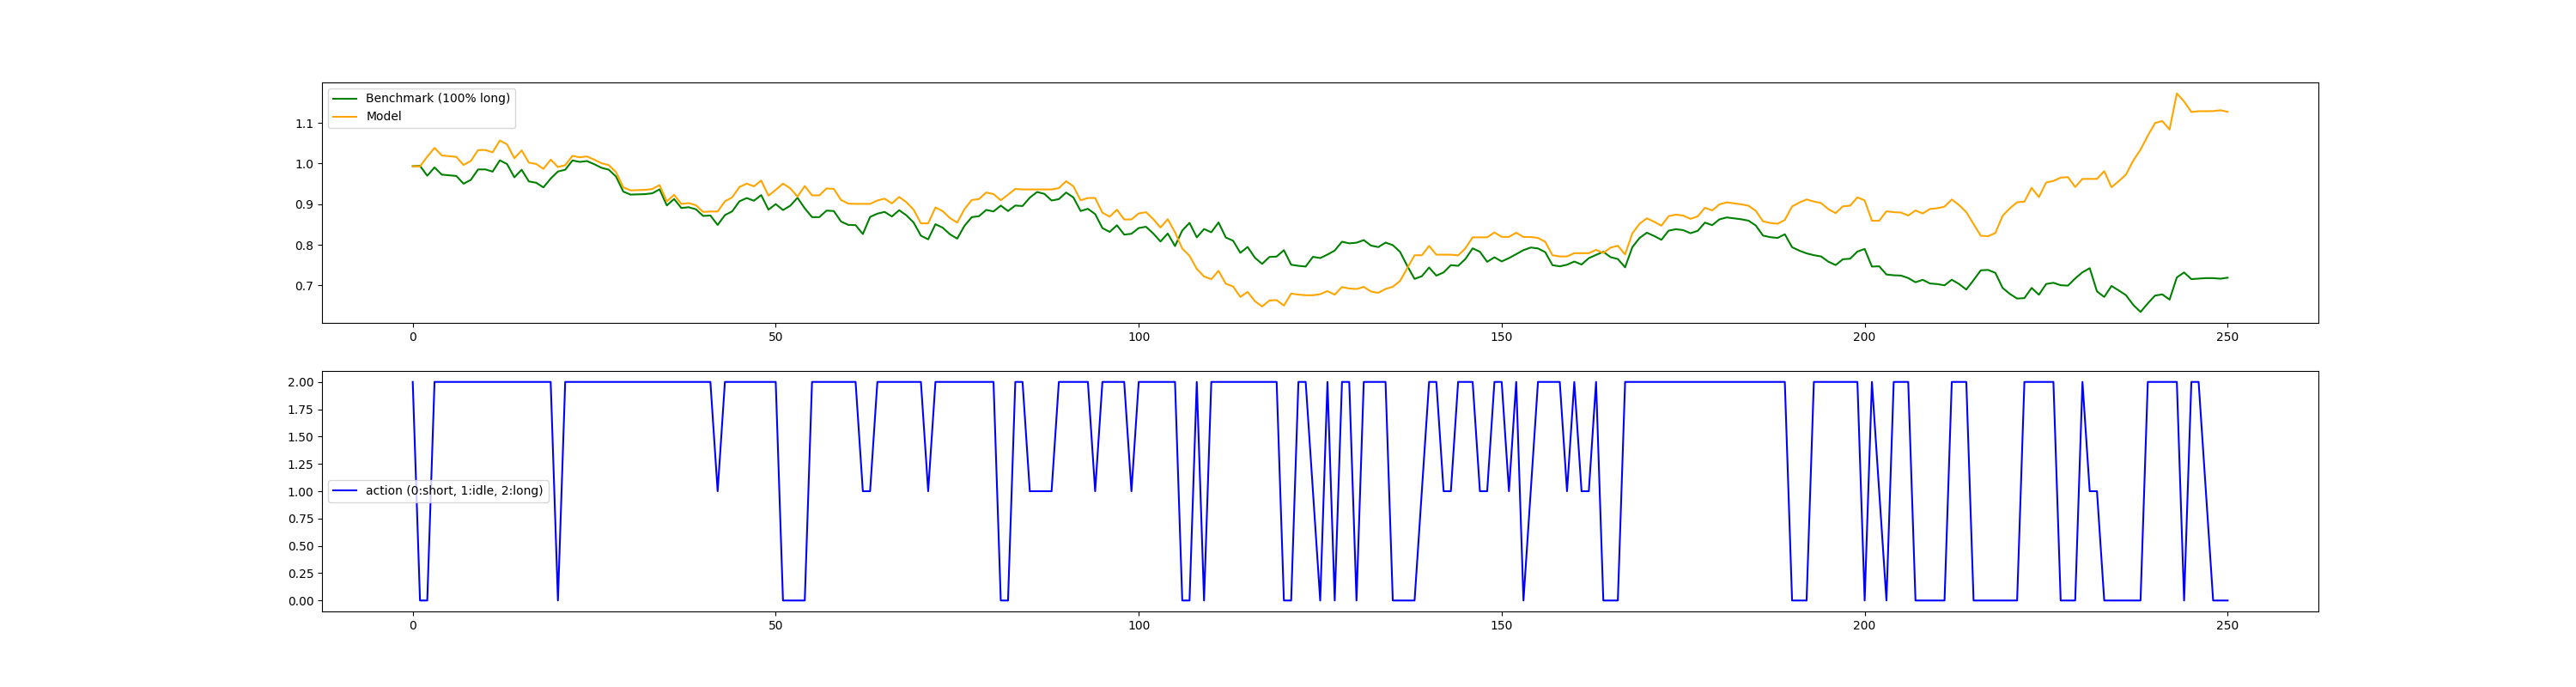 Benchmark (100% long)
Model
1.1
1.0
0.9
0.8
0.7
0 50 100 150 200 250
2.00
1.75
1.50
1.25
1.00
0.75
0.50
0.25
0.00
action (0:short, 1:idle, 2:long)
0 50 100 150 200 250